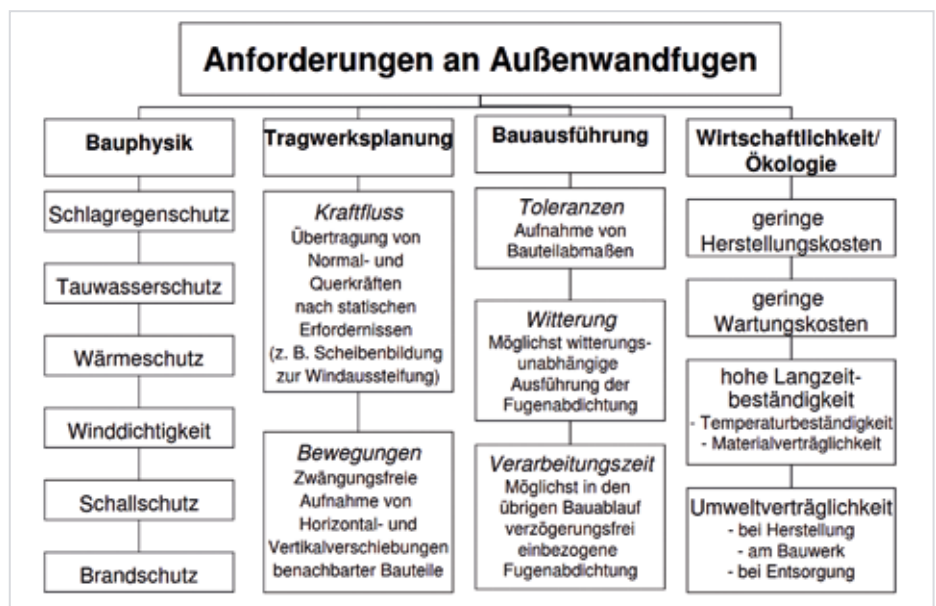 Anforderungen an Außenwandfugen
Bauphysik
Schlagregenschutz
Tauwasserschutz
Wärmeschutz
Winddichtigkeit
Schallschutz
Brandschutz
Tragwerksplanung
Kraftfluss
Übertragung von
Normal- und
Querkräften
nach statischen
Erfordernissen
(z. B. Scheibenbildung
zur Windaussteifung)
Bewegungen
Zwängungsfreie
Aufnahme von
Horizontal- und
Vertikalverschiebungen
benachbarter Bauteile
Bauausführung
Toleranzen
Aufnahme von
Bauteilabmaßen
Witterung
Möglichst witterungs-
unabhängige
Ausführung der
Fugenabdichtung
Verarbeitungszeit
Möglichst in den
übrigen Bauablauf
verzögerungsfrei
einbezogene
Fugenabdichtung
Wirtschaftlichkeit/
Ökologie
geringe
Herstellungskosten
geringe
Wartungskosten
hohe Langzeit-
beständigkeit
- Temperaturbeständigkeit
- Materialverträglichkeit
Umweltverträglichkeit
- bei Herstellung
- am Bauwerk
- bei Entsorgung